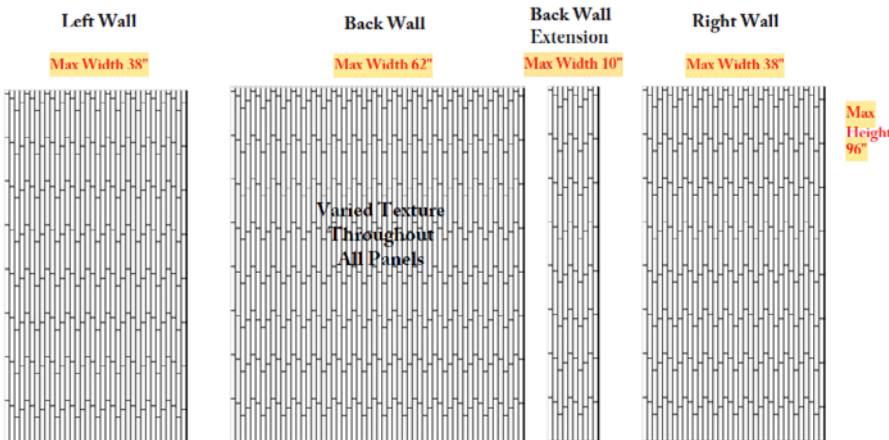 Left Wall
Max Width 38"
Back Wall
Max Width 62"
Back Wall
Extension
Max Width 10"
Right Wall
Max Width 38"
Max
Height
96"
Varied Texture
Throughout
All Panels